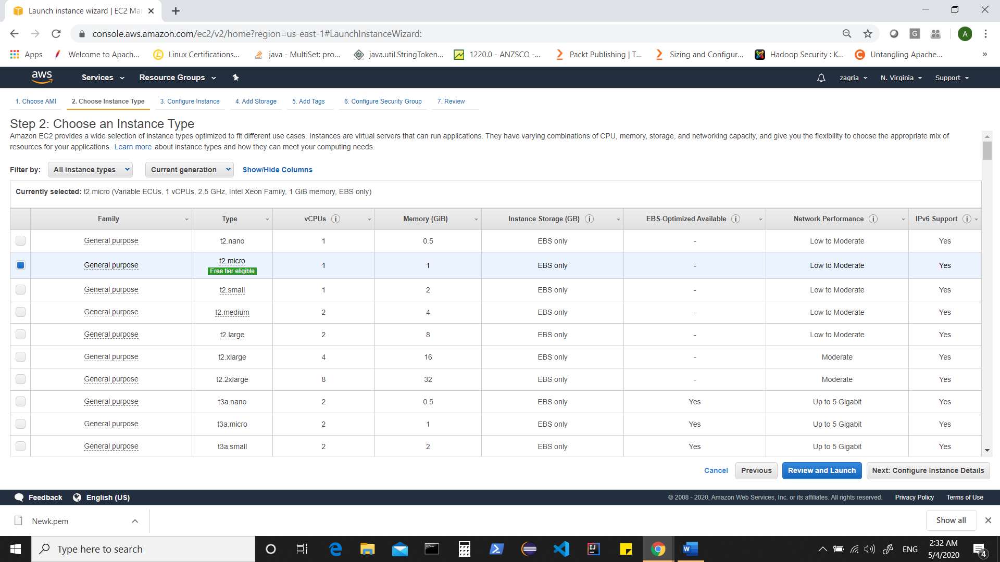 Launch instance wizard | EC2 Ma
console.aws.amazon.com/ec2/v2/home?region=us-east-1#LaunchInstanceWizard:
G
A
Apps
Welcome to Apach...
Linux Certifications...
java - MultiSet: pro...
java.util.StringToken...
1220.0 - ANZSCO -...
Packt Publishing | T...
Sizing and Configur...
Hadoop Security : K...
Untangling Apache...
»
aws
Services
Resource Groups
zagria
N. Virginia
Support
1. Choose AMI
2. Choose Instance Type
3. Configure Instance
4. Add Storage
5. Add Tags
6. Configure Security Group
7. Review
Step 2: Choose an Instance Type
Amazon EC2 provides a wide selection of instance types optimized to fit different use cases. Instances are virtual servers that can run applications. They have varying combinations of CPU, memory, storage, and networking capacity, and give you the flexibility to choose the appropriate mix of
resources for your applications. Learn more about instance types and how they can meet your computing needs.
Filter by: All instance types Current generation Show/Hide Columns
Currently selected: t2.micro (Variable ECUs, 1 vCPUs, 2.5 GHz, Intel Xeon Family, 1 GiB memory, EBS only)
Family Type vCPUs Memory (GiB) Instance Storage (GB) EBS-Optimized Available Network Performance IPv6 Support
General purpose t2.nano 1 0.5 EBS only - Low to Moderate Yes
General purpose t2.micro 1 1 EBS only - Low to Moderate Yes
Free tier eligible
General purpose t2.small 1 2 EBS only - Low to Moderate Yes
General purpose t2.medium 2 4 EBS only - Low to Moderate Yes
General purpose t2.large 2 8 EBS only - Low to Moderate Yes
General purpose t2.xlarge 4 16 EBS only - Moderate Yes
General purpose t2.2xlarge 8 32 EBS only - Moderate Yes
General purpose t3a.nano 2 0.5 EBS only Yes Up to 5 Gigabit Yes
General purpose t3a.micro 2 1 EBS only Yes Up to 5 Gigabit Yes
General purpose t3a.small 2 2 EBS only Yes Up to 5 Gigabit Yes
Cancel Previous Review and Launch Next: Configure Instance Details
Feedback English (US)
© 2008 - 2020, Amazon Web Services, Inc. or its affiliates. All rights reserved. Privacy Policy Terms of Use
Newk.pem
Show all
Type here to search
ENG
2:32 AM
5/4/2020
4